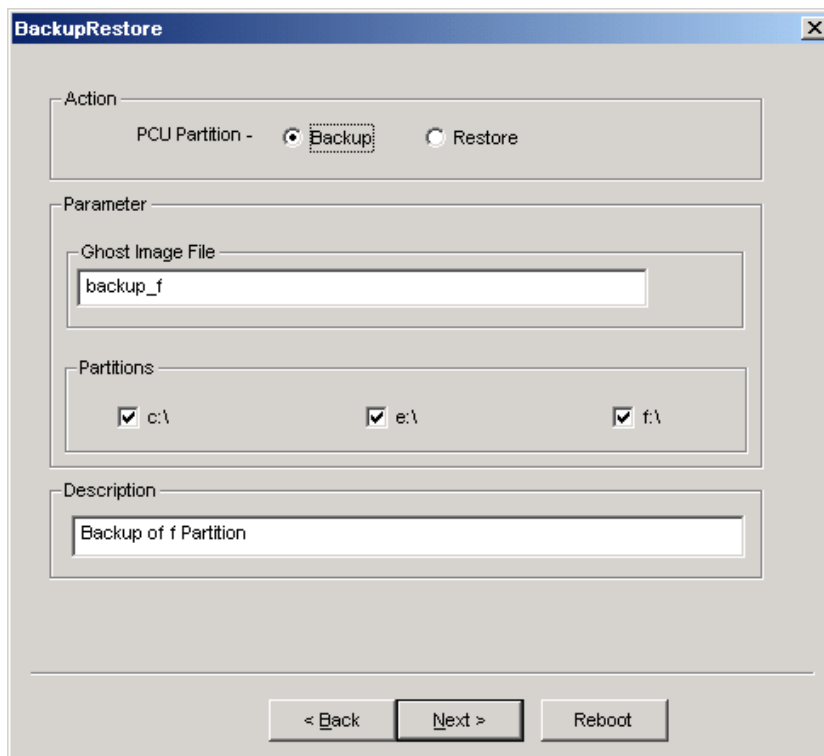 BackupRestore
Action
PCU Partition - Backup Restore
Parameter
Ghost Image File
backup_f
Partitions
c:\ e:\ f:\
Description
Backup of f Partition
< Back Next > Reboot